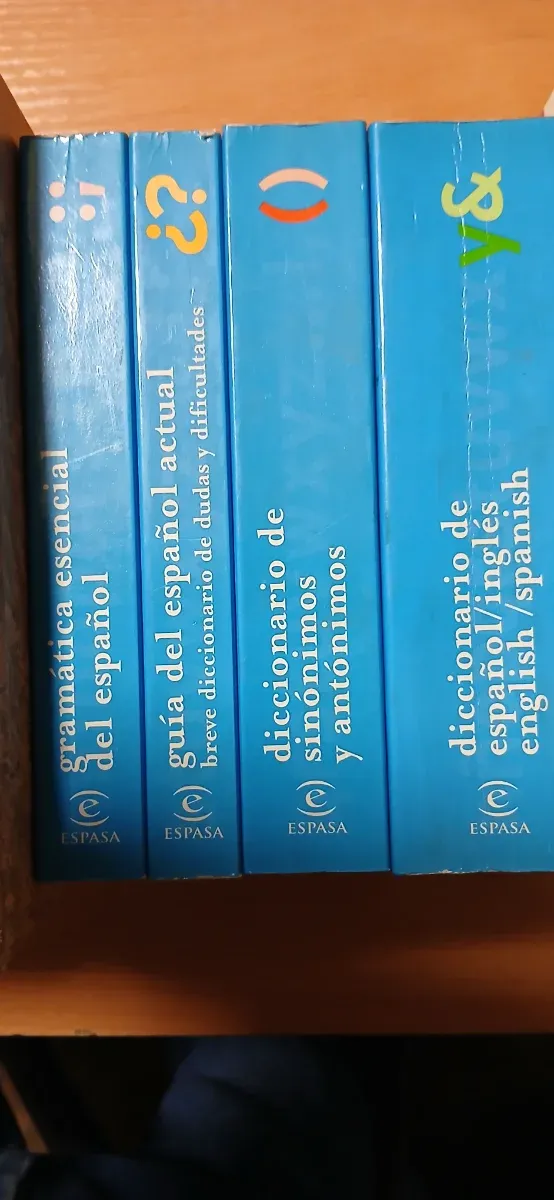 : ;
gramática esencial
del español
ESPASA
¿?
guía del español actual
breve diccionario de dudas y dificultades
ESPASA
()
diccionario de
sinónimos
y antónimos
ESPASA
y &
diccionario de
español/inglés
english/spanish
ESPASA